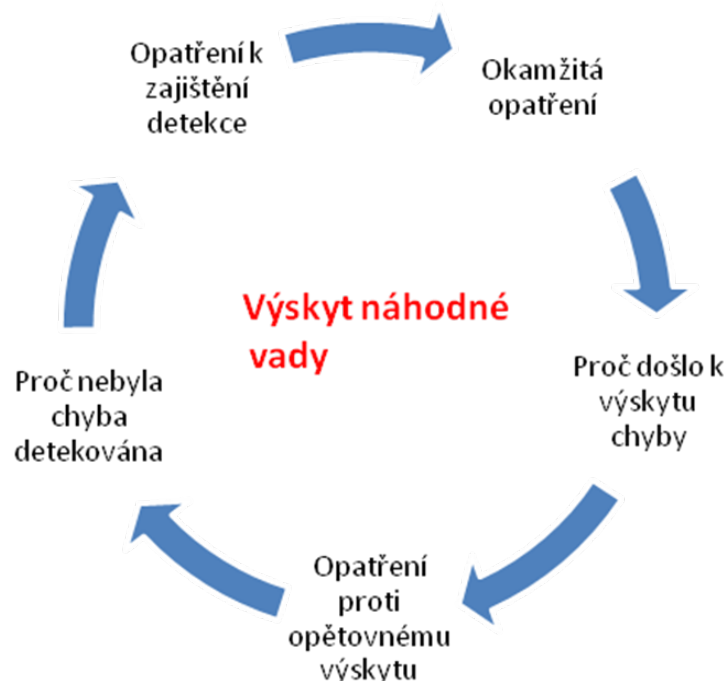 Opatření k
zajištění
detekce
Okamžitá
opatření
Proč došlo k
výskytu
chyby
Opatření
proti
opětovnému
výskytu
Proč nebyla
chyba
detekována
Výskyt náhodné
vady